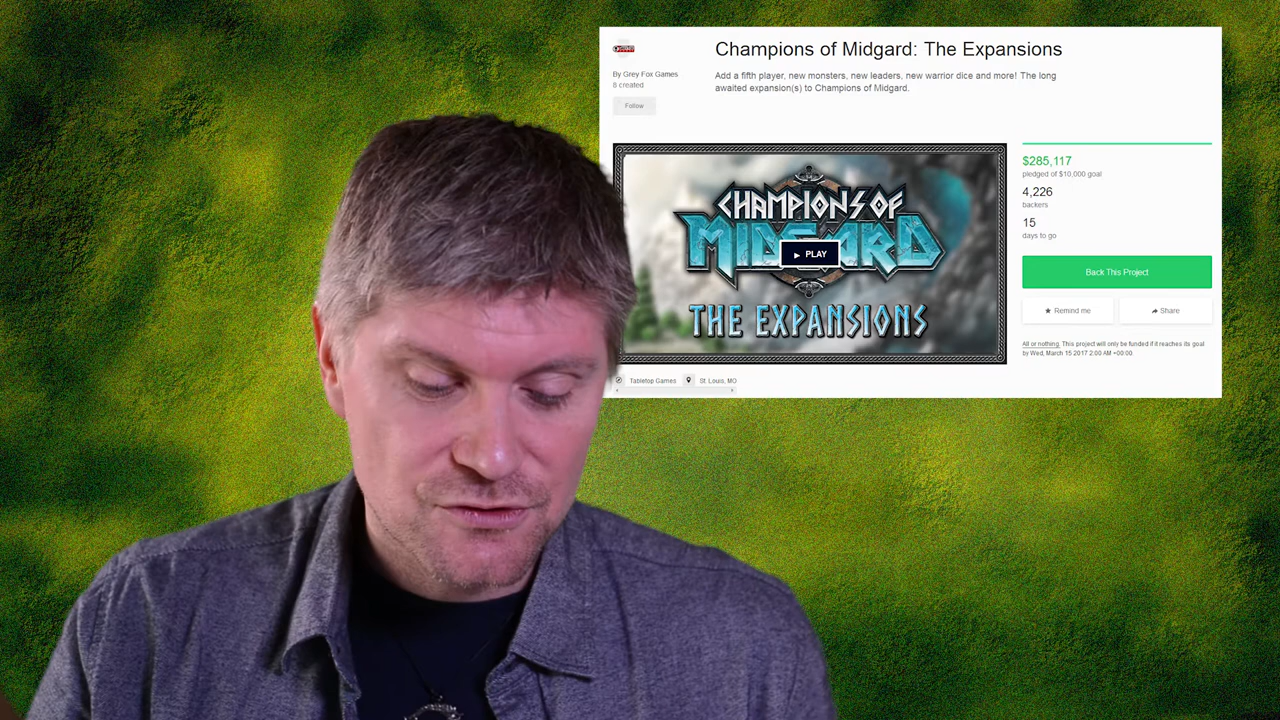 Champions of Midgard: The Expansions
By Grey Fox Games
8 created
Add a fifth player, new monsters, new leaders, new warrior dice and more! The long
awaited expansion(s) to Champions of Midgard.
Follow
CHAMPIONS OF
MIDGARD
▶ PLAY
THE EXPANSIONS
$285,117
pledged of $10,000 goal
4,226
backers
15
days to go
Back This Project
★ Remind me
Share
All or nothing. This project will only be funded if it reaches its goal
by Wed, March 15 2017 2:00 AM +00:00.
Tabletop Games
St. Louis, MO